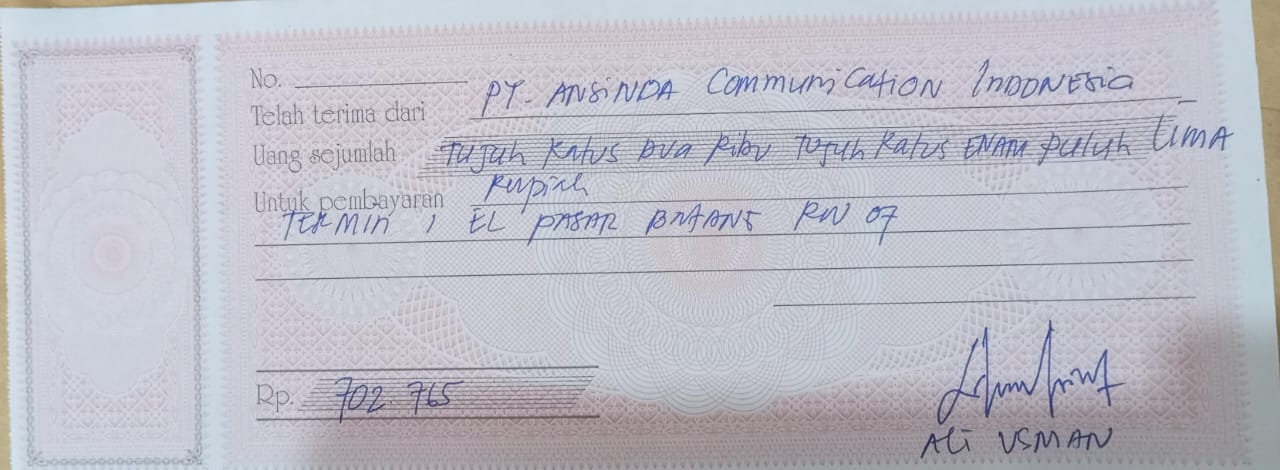 No.
Telah terima dari PT. ANSINDA COMMUNICATION INDONESIA
Uang sejumlah Tujuh Ratus Dua Ribu Tujuh Ratus ENAM PULUH LIMA
Untuk pembayaran Rupiah
TERMIN 1 EL PASAR RW 07
Rp. 702 765
ALI USMAN